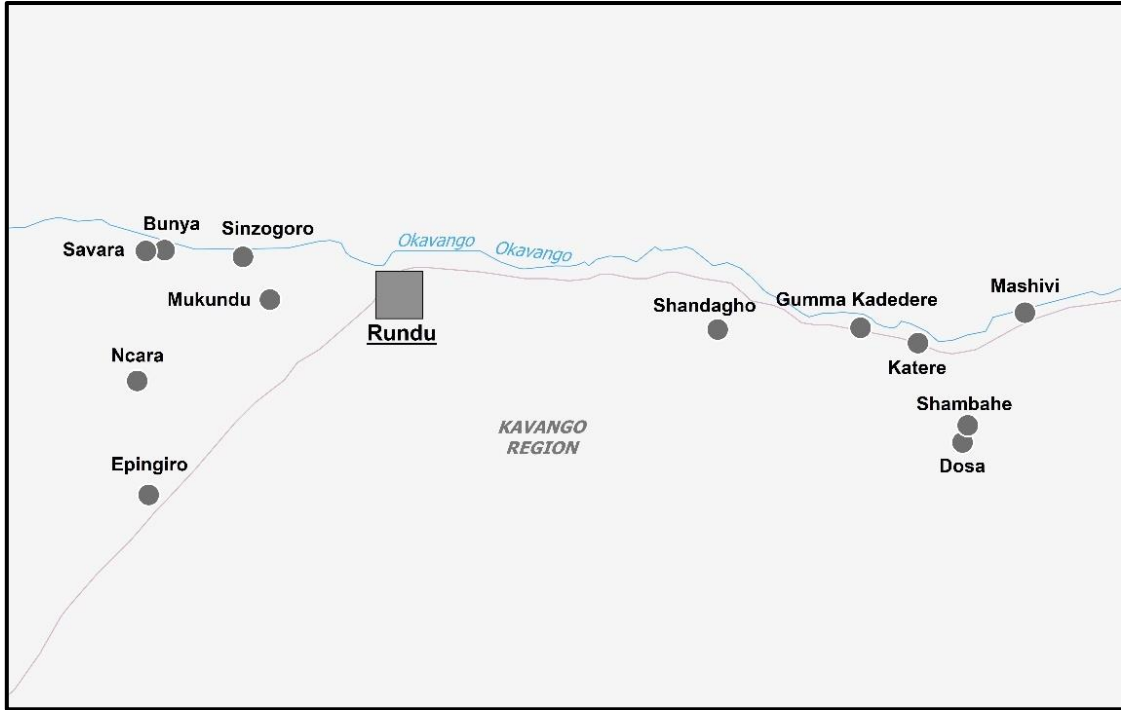 Bunya
Sinzogoro
Savara
Okavango
Okavango
Mukundu
Rundu
Shandagho
Gumma Kadedere
Mashivi
Katere
Ncara
Shambahe
KAVANGO
REGION
Epingiro
Dosa